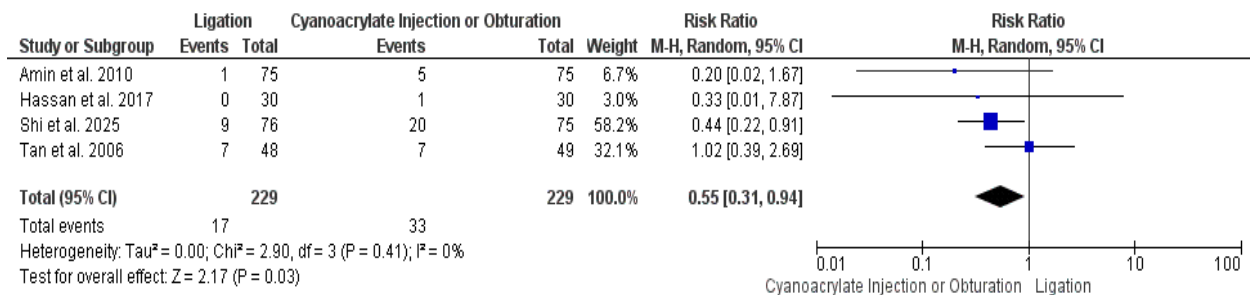 Ligation Cyanoacrylate Injection or Obturation Risk Ratio Risk Ratio
Study or Subgroup Events Total Events Total Weight M-H, Random, 95% CI M-H, Random, 95% CI
Amin et al. 2010 1 75 5 75 6.7% 0.20 [0.02, 1.67]
Hassan et al. 2017 0 30 1 30 3.0% 0.33 [0.01, 7.87]
Shi et al. 2025 9 76 20 75 58.2% 0.44 [0.22, 0.91]
Tan et al. 2006 7 48 7 49 32.1% 1.02 [0.39, 2.69]
Total (95% CI) 229 229 100.0% 0.55 [0.31, 0.94]
Total events 17 33
Heterogeneity: Tau² = 0.00; Chi² = 2.90, df = 3 (P = 0.41); I² = 0%
Test for overall effect: Z = 2.17 (P = 0.03)
0.01 0.1 1 10 100
Cyanoacrylate Injection or Obturation Ligation